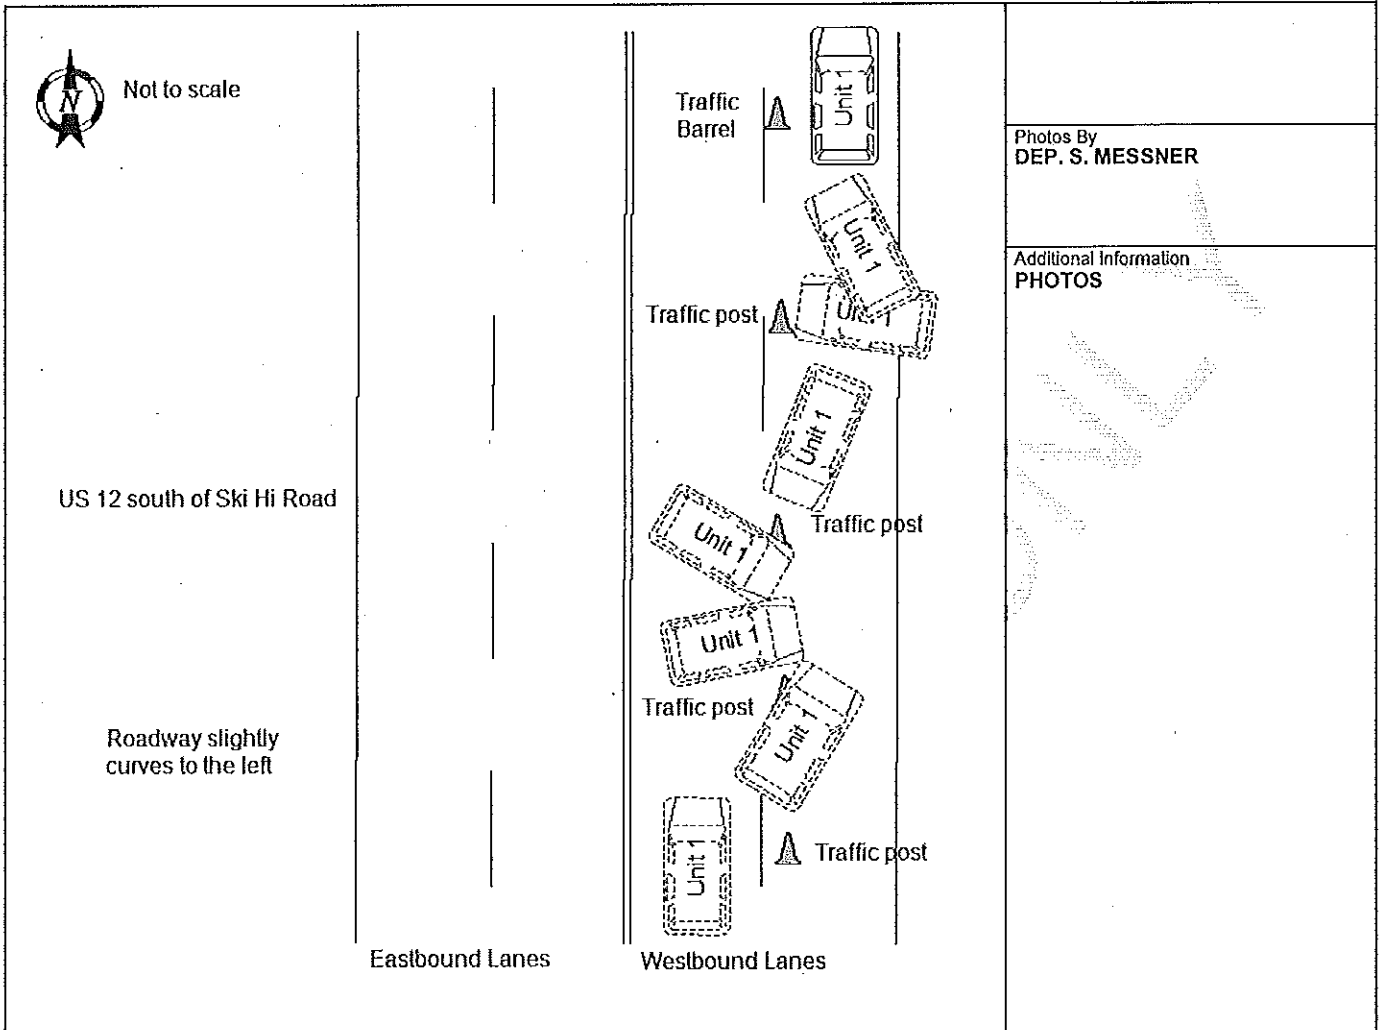 N
Not to scale
Traffic
Barrel
Unit 1
Photos By
DEP. S. MESSNER
Unit 1
Additional Information
PHOTOS
Traffic post
Unit 1
US 12 south of Ski Hi Road
Unit 1
Traffic post
Unit 1
Unit 1
Traffic post
Unit 1
Roadway slightly
curves to the left
Unit 1
Traffic post
Eastbound Lanes
Westbound Lanes
ONLY